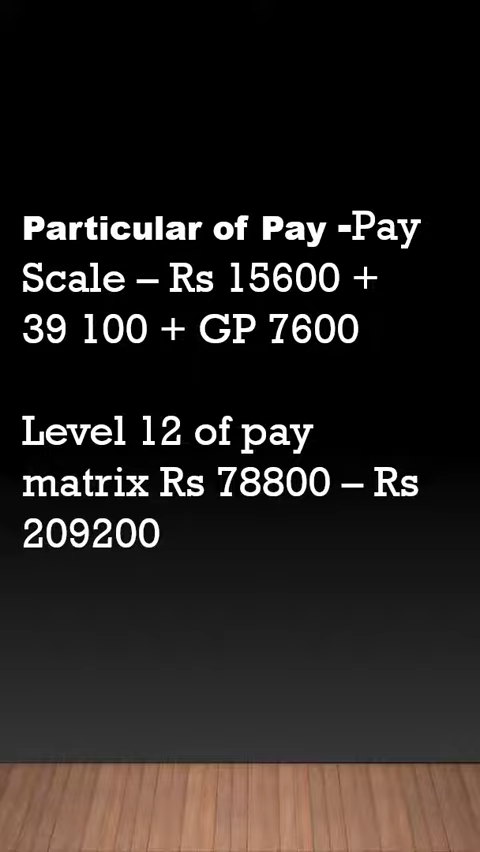 Particular of Pay -Pay
Scale – Rs 15600 +
39 100 + GP 7600
Level 12 of pay
matrix Rs 78800 – Rs
209200